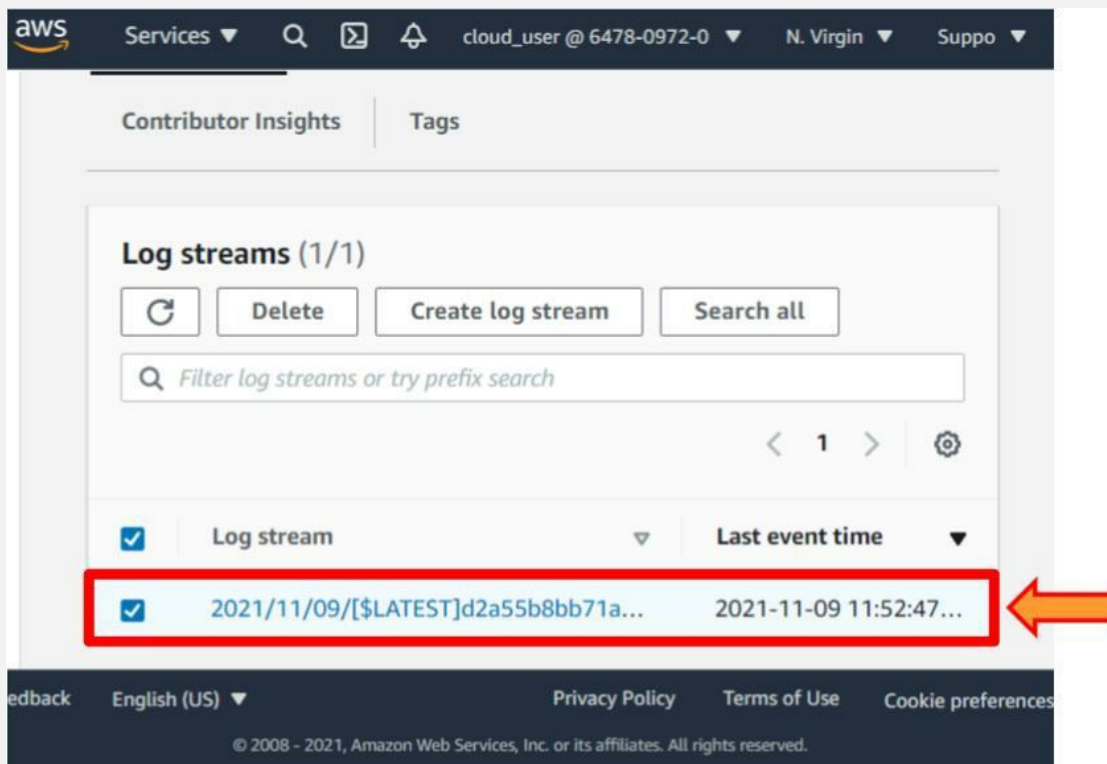 aws Services cloud_user @ 6478-0972-0 N. Virgin Suppo
Contributor Insights Tags
Log streams (1/1)
Delete Create log stream Search all
Filter log streams or try prefix search
1
Log stream Last event time
2021/11/09/[$LATEST]d2a55b8bb71a... 2021-11-09 11:52:47...
edback English (US) Privacy Policy Terms of Use Cookie preferences
© 2008 - 2021, Amazon Web Services, Inc. or its affiliates. All rights reserved.